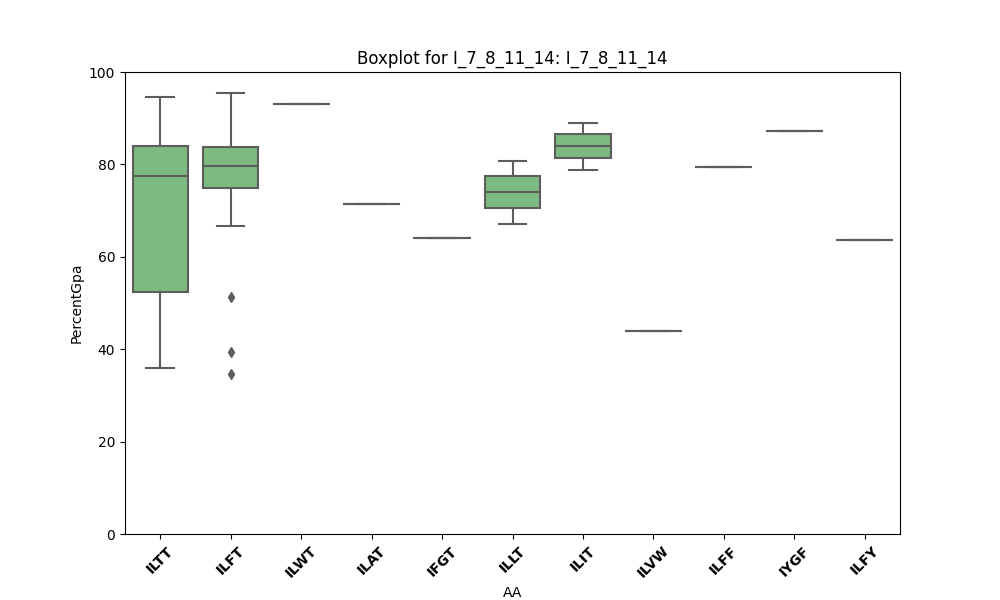 Boxplot for I_7_8_11_14: I_7_8_11_14
100
80
60
40
20
0
PercentGpa
ILTT
ILFT
ILWT
ILAT
IFGT
ILLT
ILIT
ILVW
ILFF
IYGF
ILFY
AA